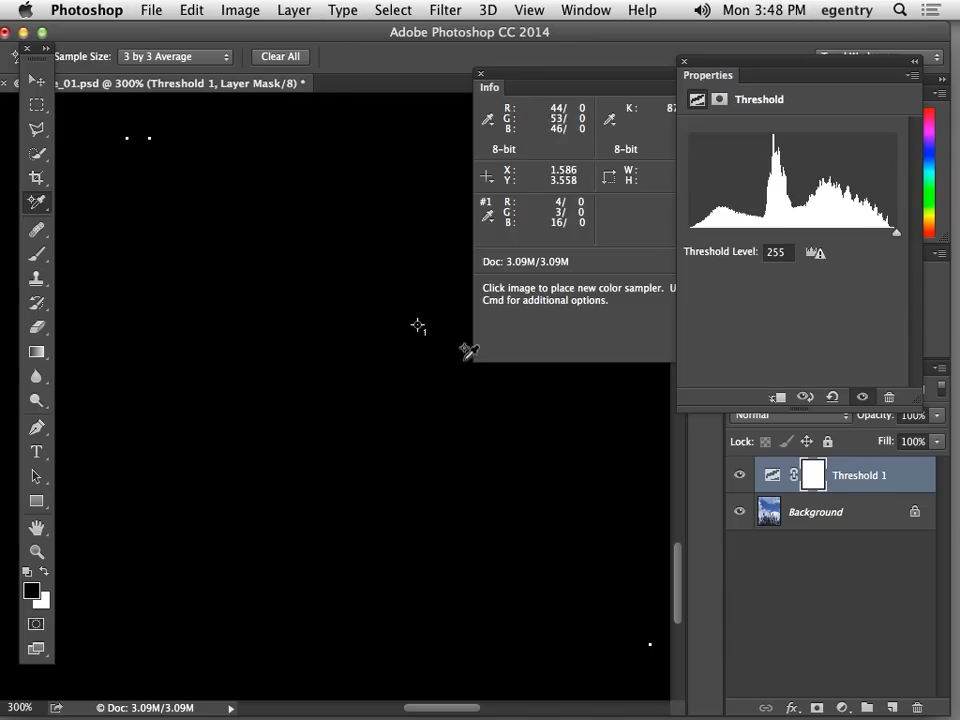 Photoshop File Edit Image Layer Type Select Filter 3D View Window Help Mon 3:48 PM egentry
Adobe Photoshop CC 2014
Sample Size: 3 by 3 Average Clear All
_01.psd @ 300% (Threshold 1, Layer Mask/8) *
Info
R: 44/ 0
G: 53/ 0
B: 46/ 0
K: 87
8-bit 8-bit
X: 1.586
Y: 3.558
W:
H:
#1 R: 4/ 0
G: 3/ 0
B: 16/ 0
Doc: 3.09M/3.09M
Click image to place new color sampler. U
Cmd for additional options.
Properties
Threshold
Threshold Level: 255
1
Normal Opacity: 100%
Lock: Fill: 100%
Threshold 1
Background
T
300% © Doc: 3.09M/3.09M
fx